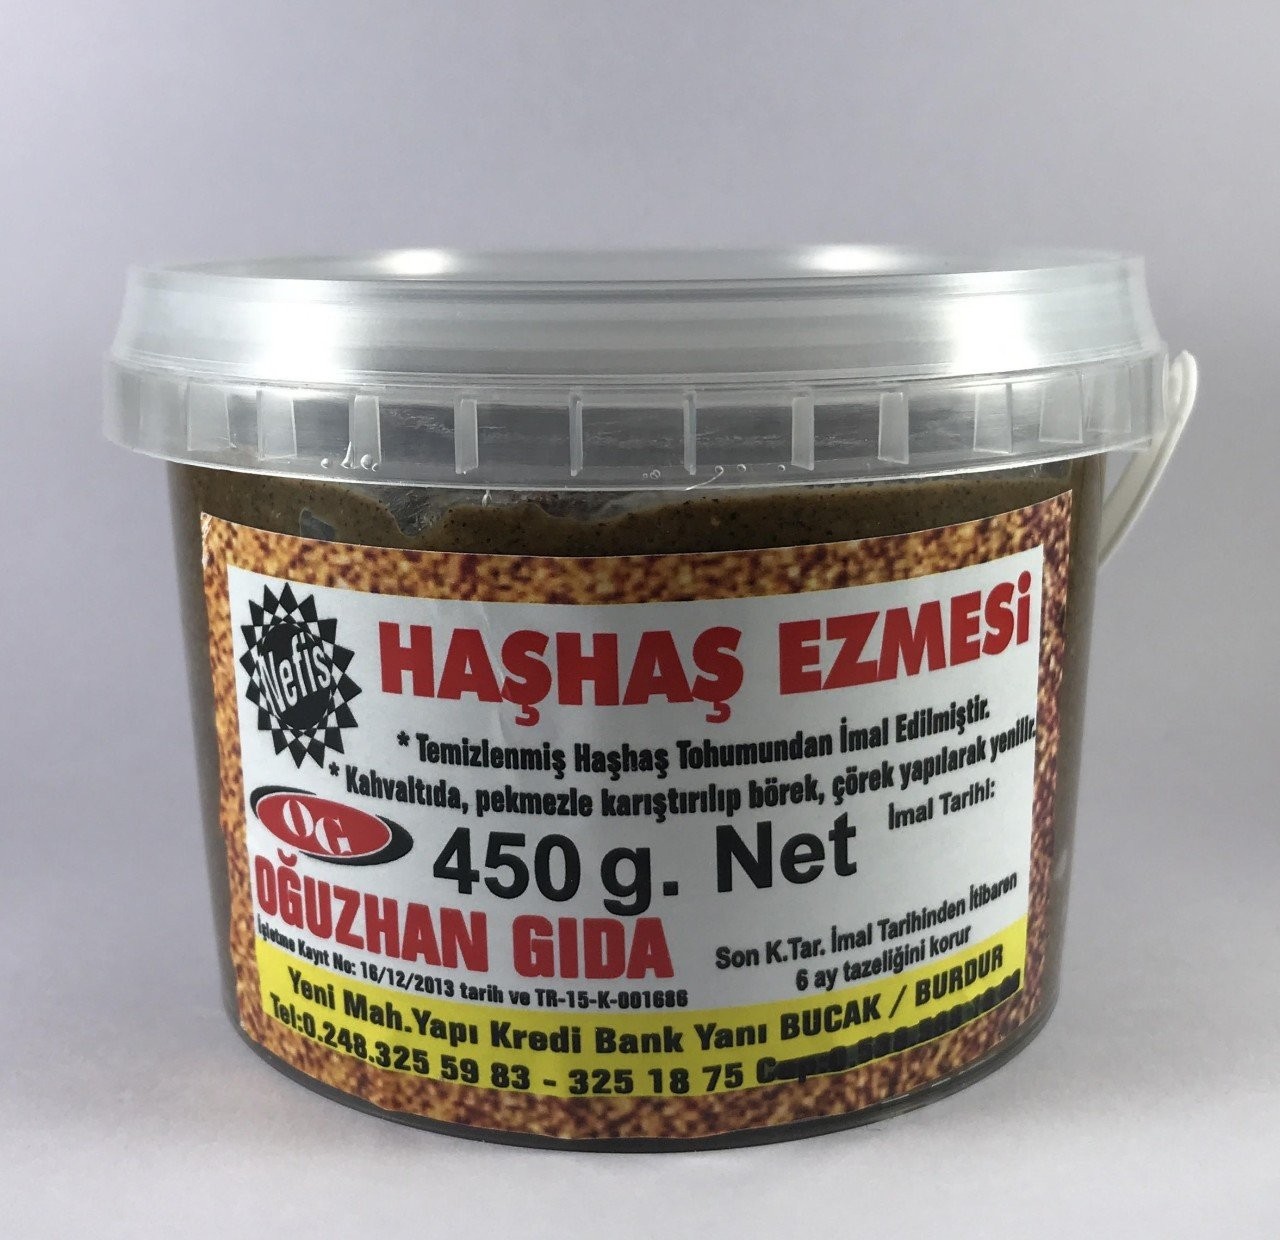 Nefis
HAŞHAŞ EZMESİ
* Temizlenmiş Haşhaş Tohumundan İmal Edilmiştir.
* Kahvaltıda, pekmezle karıştırılıp börek, çörek yapılarak yenilir.
İmal Tarihi:
OG
450 g. Net
OĞUZHAN GIDA
İşletme Kayıt No: 16/12/2013 tarih ve TR-15-K-001686
Son K.Tar. İmal Tarihinden İtibaren
6 ay tazeliğini korur
Yeni Mah.Yapı Kredi Bank Yanı BUCAK / BURDUR
Tel:0.248.325 59 83 - 325 18 75